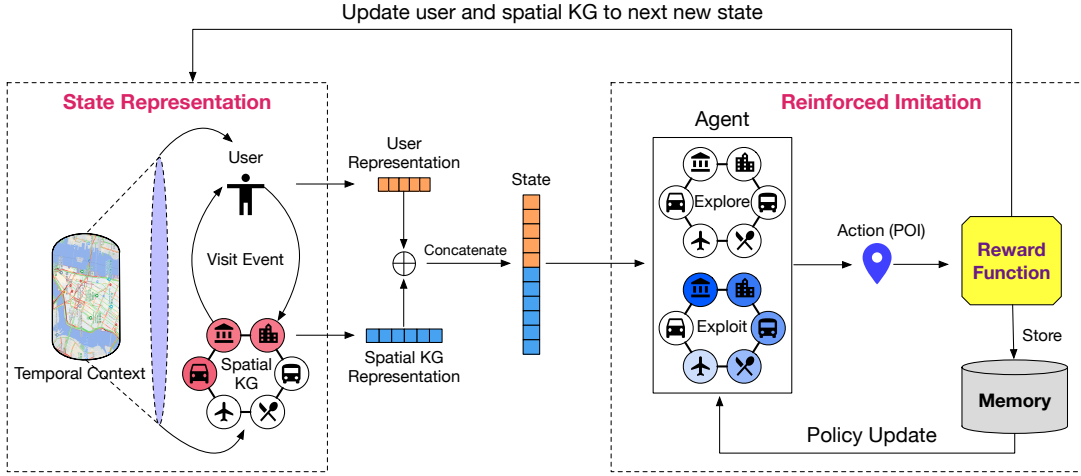 Update user and spatial KG to next new state
State Representation
User
Visit Event
Spatial
KG
Temporal Context
User
Representation
Concatenate
Spatial KG
Representation
State
Reinforced Imitation
Agent
Explore
Exploit
Action (POI)
Reward
Function
Store
Memory
Policy Update